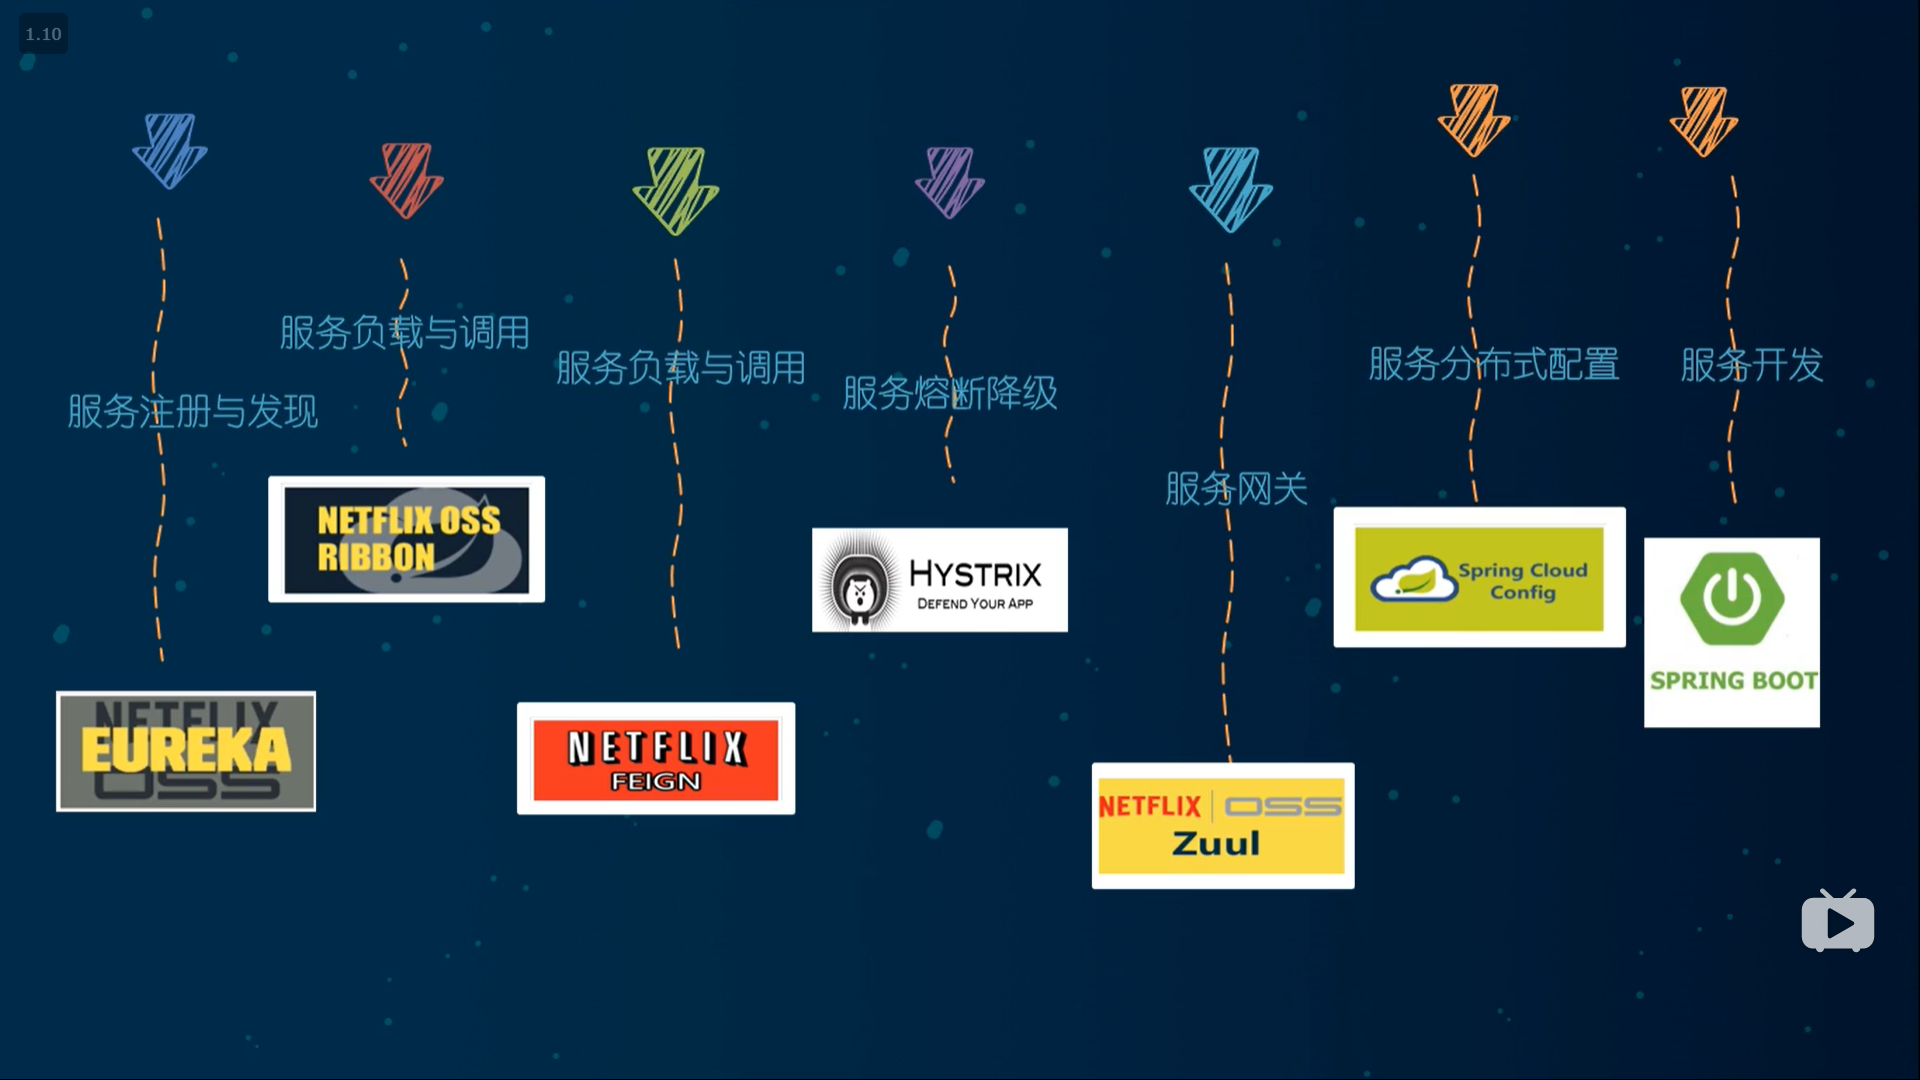 1.10
服务注册与发现
NETFLIX
EUREKA
OSS
服务负载与调用
NETFLIX OSS
RIBBON
服务负载与调用
NETFLIX
FEIGN
服务熔断降级
HYSTRIX
DEFEND YOUR APP
服务网关
NETFLIX | OSS
Zuul
服务分布式配置
Spring Cloud
Config
服务开发
SPRING BOOT